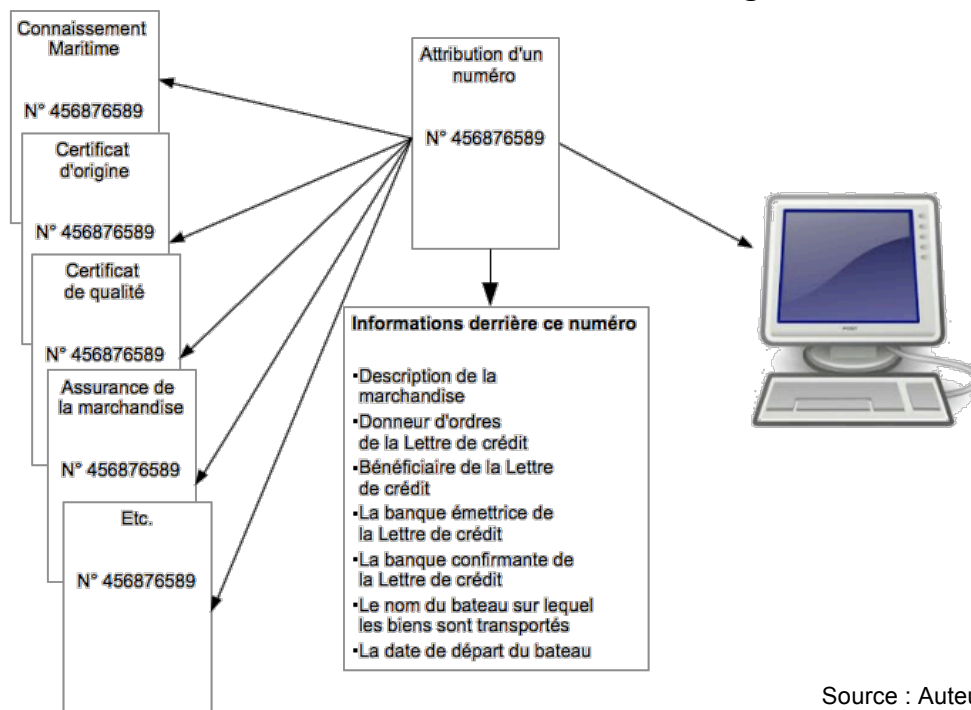 Connaissement
Maritime
N° 456876589
Certificat
d'origine
N° 456876589
Certificat
de qualité
N° 456876589
Assurance de
la marchandise
N° 456876589
Etc.
N° 456876589
Attribution d'un
numéro
N° 456876589
Informations derrière ce numéro
▪Description de la
marchandise
▪Donneur d'ordres
de la Lettre de crédit
▪Bénéficiaire de la Lettre
de crédit
▪La banque émettrice de
la Lettre de crédit
▪La banque confirmante de
la Lettre de crédit
▪Le nom du bateau sur lequel
les biens sont transportés
▪La date de départ du bateau
Source : Auteu